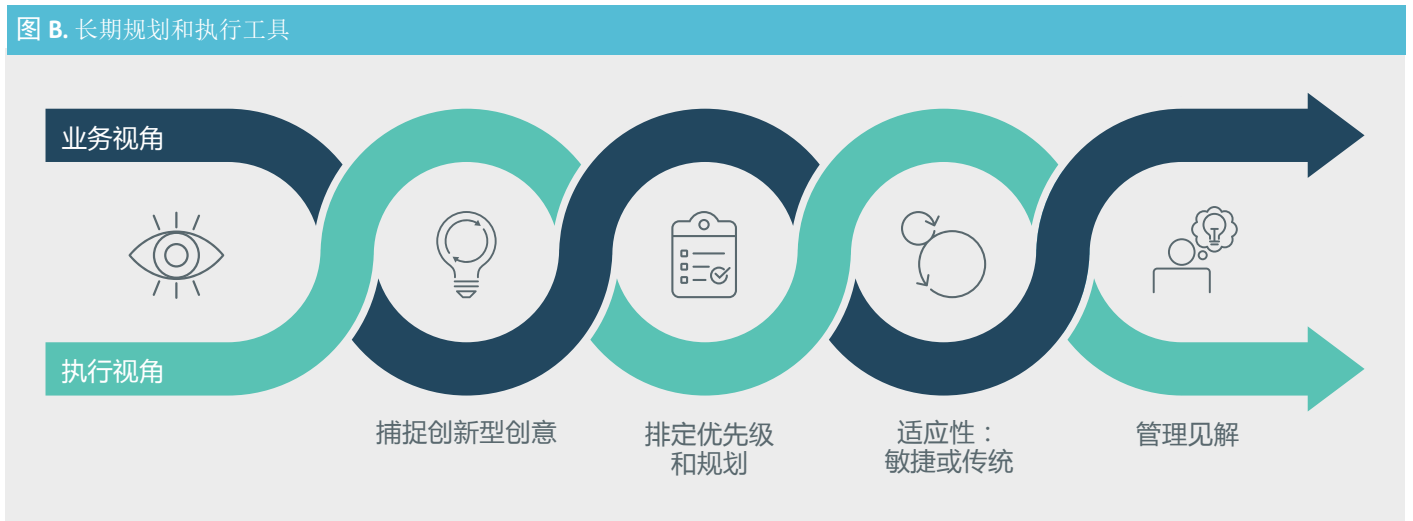 图 B. 长期规划和执行工具
业务视角
执行视角
捕捉创新型创意
排定优先级
和规划
适应性：
敏捷或传统
管理见解